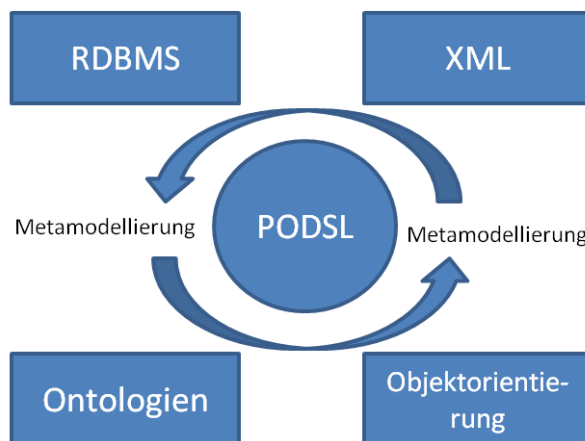 RDBMS
XML
Metamodellierung
PODSL
Metamodellierung
Ontologien
Objektorientie-
rung